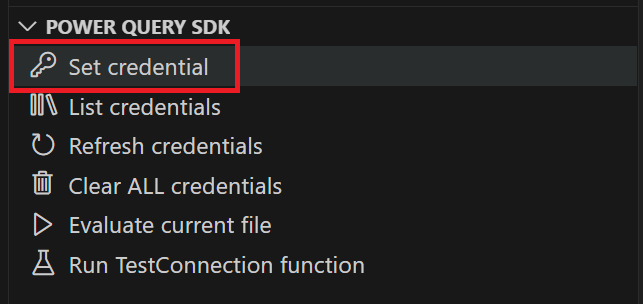 POWER QUERY SDK
Set credential
List credentials
Refresh credentials
Clear ALL credentials
Evaluate current file
Run TestConnection function